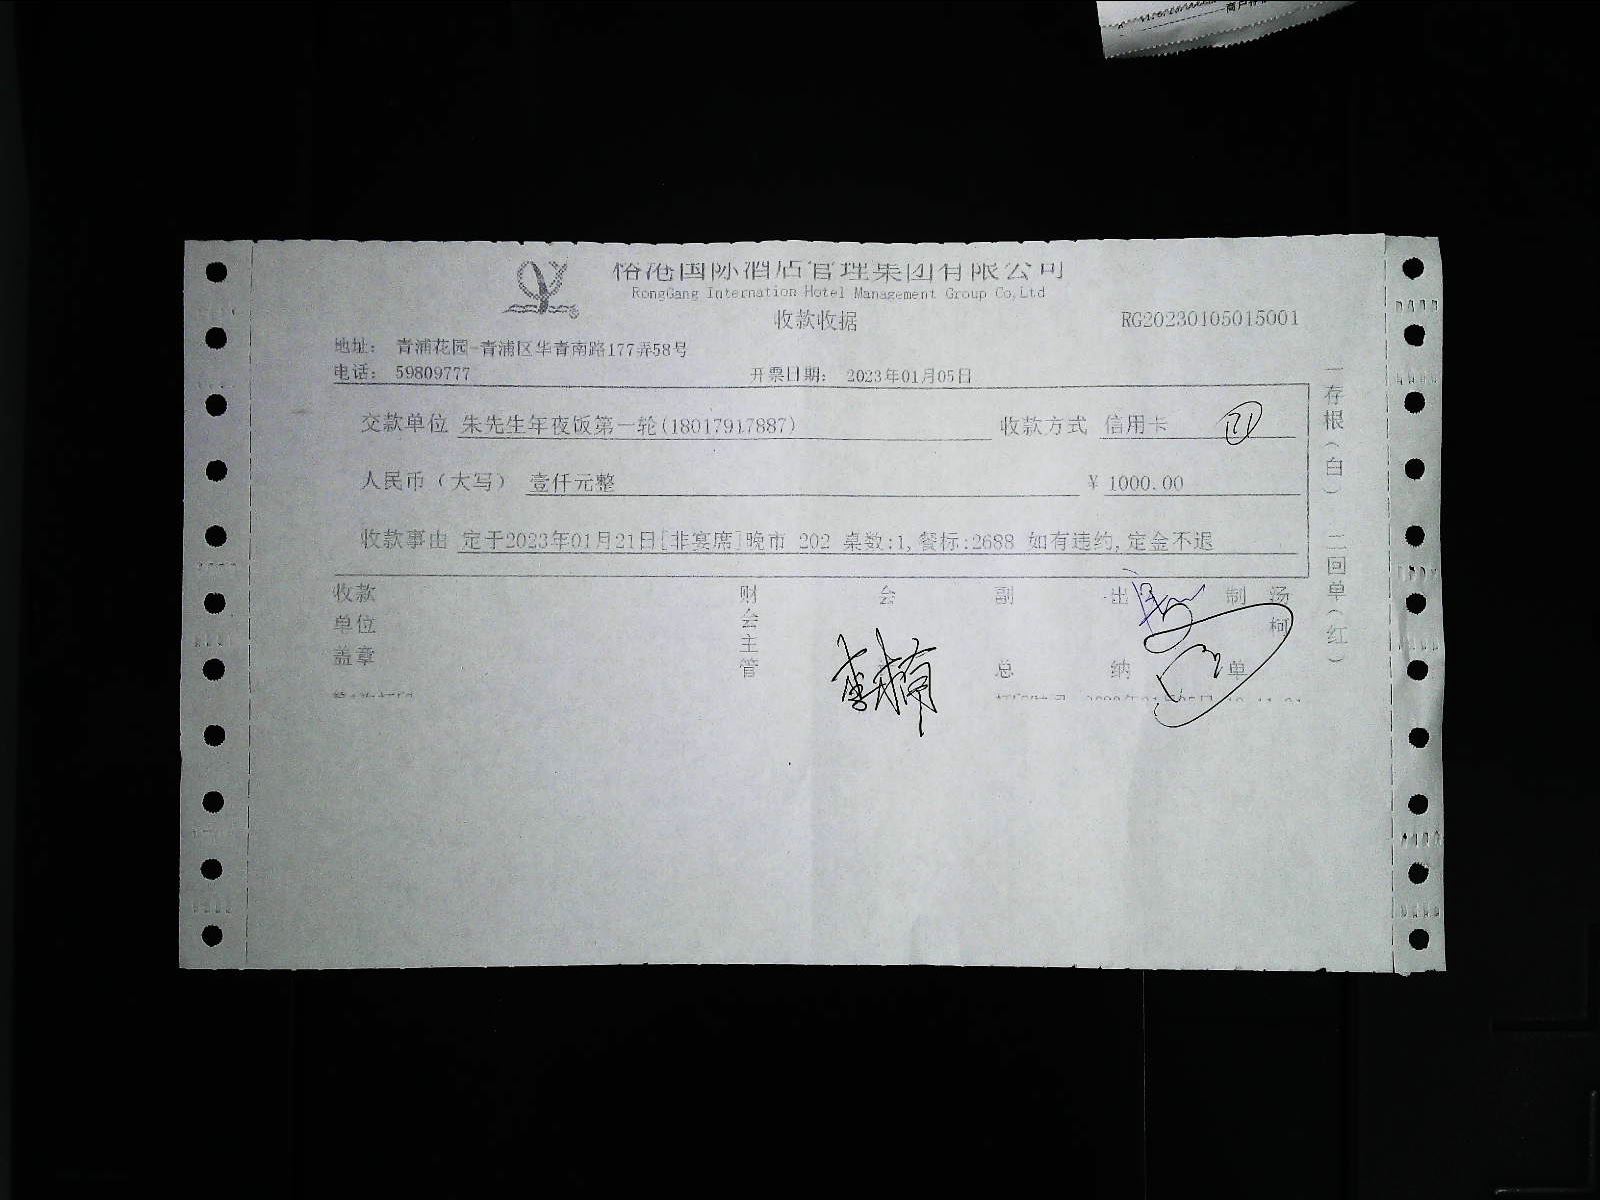 榕港国际酒店管理集团有限公司
RongGang Internation Hotel Management Group Co,Ltd
收款收据
RG20230105015001
地址： 青浦花园-青浦区华青南路177弄58号
电话： 59809777 开票日期： 2023年01月05日
交款单位 朱先生年夜饭第一轮(18017917887) 收款方式 信用卡 21
人民币（大写） 壹仟元整 ￥ 1000.00
收款事由 定于2023年01月21日[非宴席]晚市 202 桌数:1,餐标:2688 如有违约,定金不退
收款单位盖章
财会主管
会
副总
出纳
制单
汤柯
一存根(白) 二回单(红)